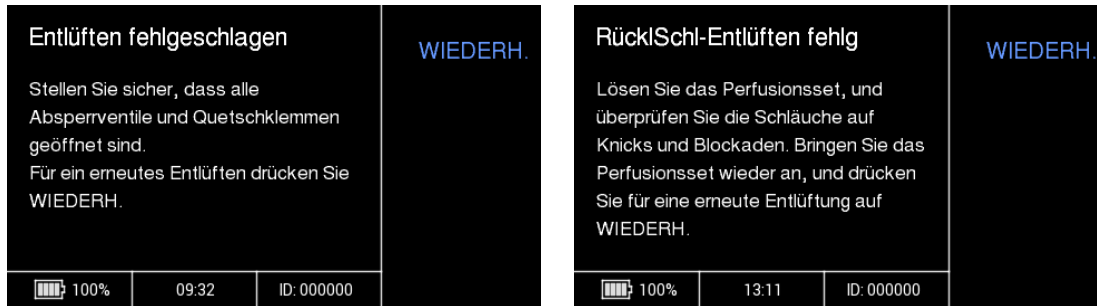 Entlüften fehlgeschlagen
WIEDERH.
Stellen Sie sicher, dass alle
Absperrventile und Quetschklemmen
geöffnet sind.
Für ein erneutes Entlüften drücken Sie
WIEDERH.
100%
09:32
ID: 000000
RücklSchl-Entlüften fehlg
WIEDERH.
Lösen Sie das Perfusionsset, und
überprüfen Sie die Schläuche auf
Knicks und Blockaden. Bringen Sie das
Perfusionsset wieder an, und drücken
Sie für eine erneute Entlüftung auf
WIEDERH.
100%
13:11
ID: 000000